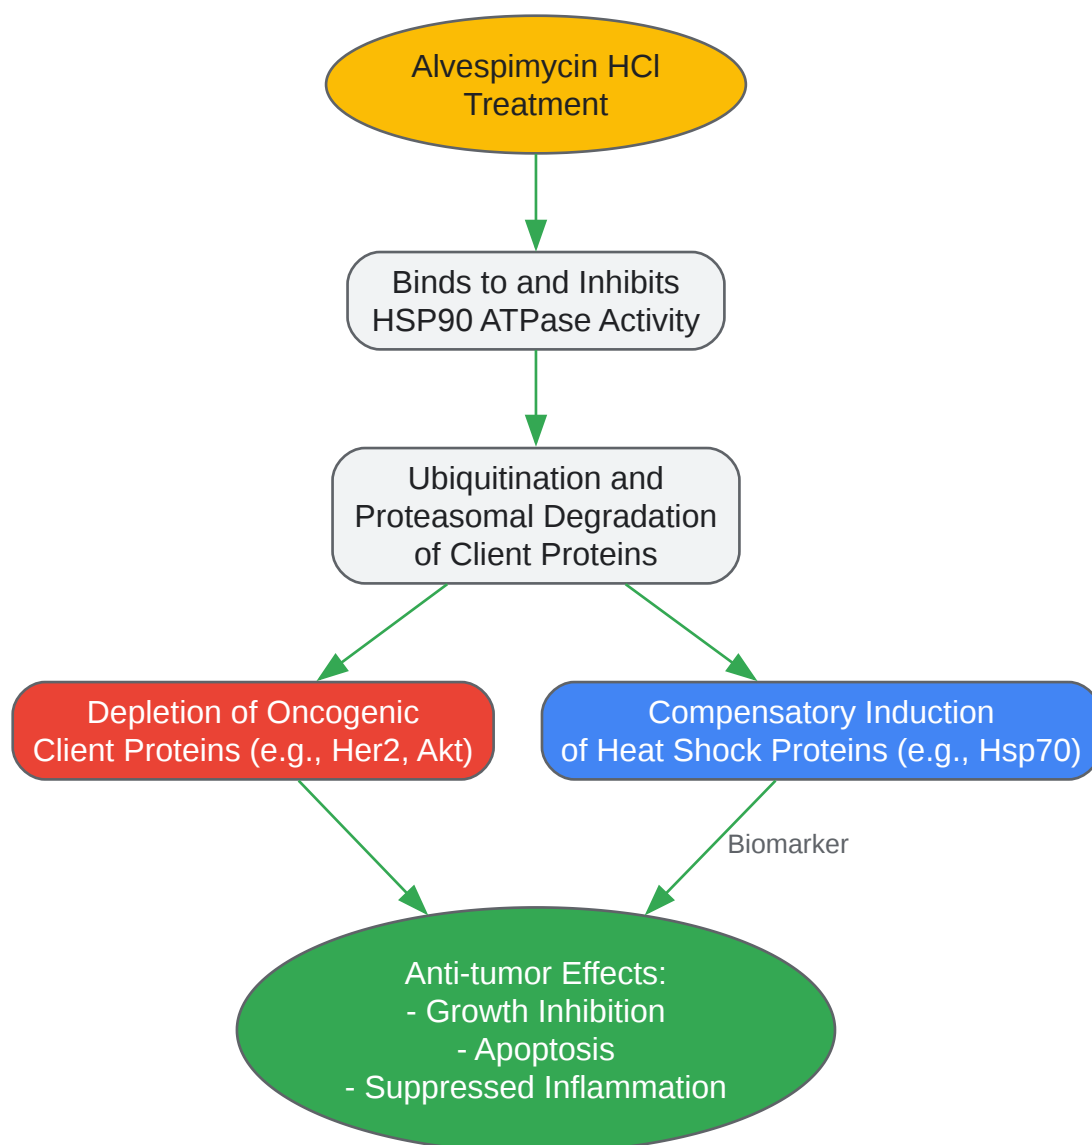 Alvespimycin HCl
Treatment
Binds to and Inhibits
HSP90 ATPase Activity
Ubiquitination and
Proteasomal Degradation
of Client Proteins
Depletion of Oncogenic
Client Proteins (e.g., Her2, Akt)
Compensatory Induction
of Heat Shock Proteins (e.g., Hsp70)
Biomarker
Anti-tumor Effects:
- Growth Inhibition
- Apoptosis
- Suppressed Inflammation